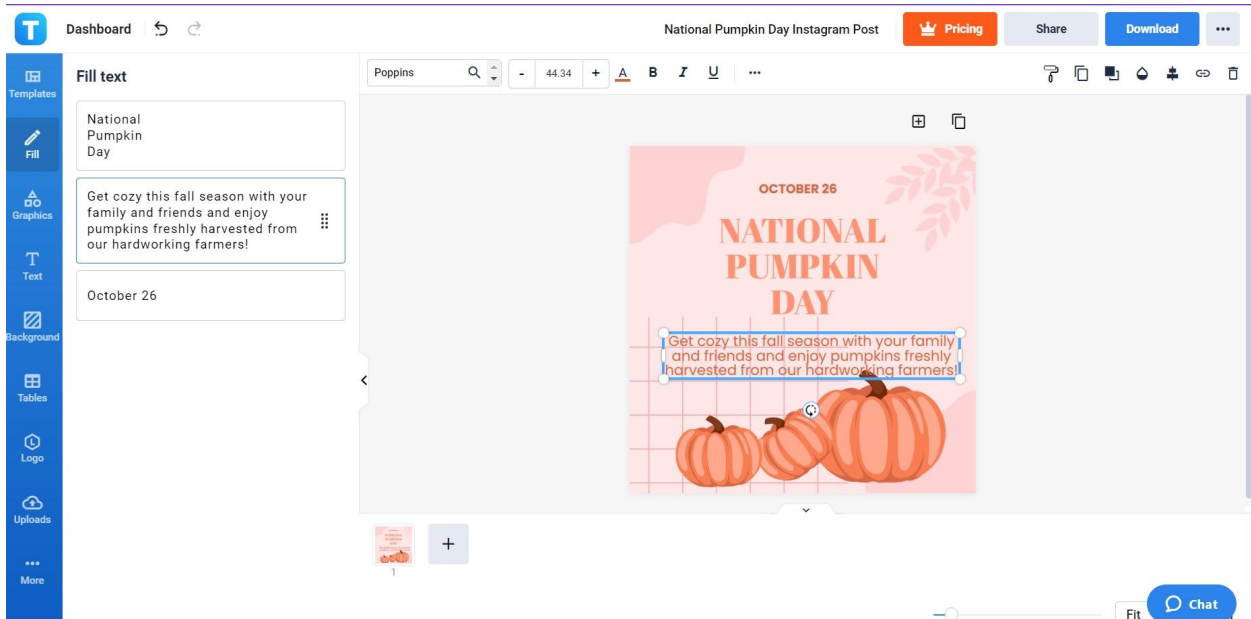 T
Dashboard
National Pumpkin Day Instagram Post
Pricing
Share
Download
Templates
Fill
Graphics
Text
Background
Tables
Logo
Uploads
More
Fill text
National
Pumpkin
Day
Get cozy this fall season with your
family and friends and enjoy
pumpkins freshly harvested from
our hardworking farmers!
October 26
Poppins
- 44.34 + A B I U
OCTOBER 26
NATIONAL
PUMPKIN
DAY
Get cozy this fall season with your family
and friends and enjoy pumpkins freshly
harvested from our hardworking farmers!
+
1
Fit
Chat